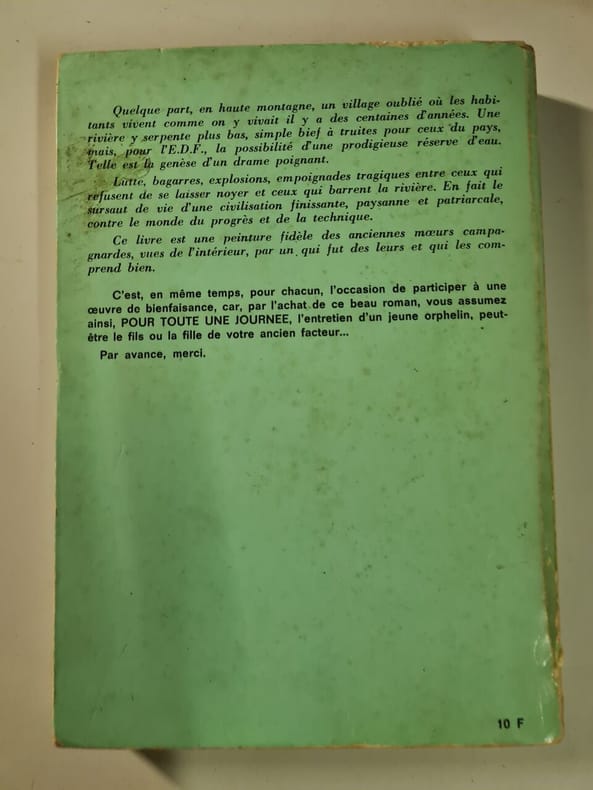 Quelque part, en haute montagne, un village oublié où les habi-
tants vivent comme on y vivait il y a des centaines d'années. Une
rivière y serpente plus bas, simple bief à truites pour ceux du pays,
mais, pour l'E.D.F., la possibilité d'une prodigieuse réserve d'eau.
Telle est la genèse d'un drame poignant.
Lutte, bagarres, explosions, empoignades tragiques entre ceux qui
refusent de se laisser noyer et ceux qui barrent la rivière. En fait le
sursaut de vie d'une civilisation finissante, paysanne et patriarcale,
contre le monde du progrès et de la technique.
Ce livre est une peinture fidèle des anciennes mœurs campa-
gnardes, vues de l'intérieur, par un qui fut des leurs et qui les com-
prend bien.
C'est, en même temps, pour chacun, l'occasion de participer à une
œuvre de bienfaisance, car, par l'achat de ce beau roman, vous assumez
ainsi, POUR TOUTE UNE JOURNEE, l'entretien d'un jeune orphelin, peut-
être le fils ou la fille de votre ancien facteur...
Par avance, merci.
10 F